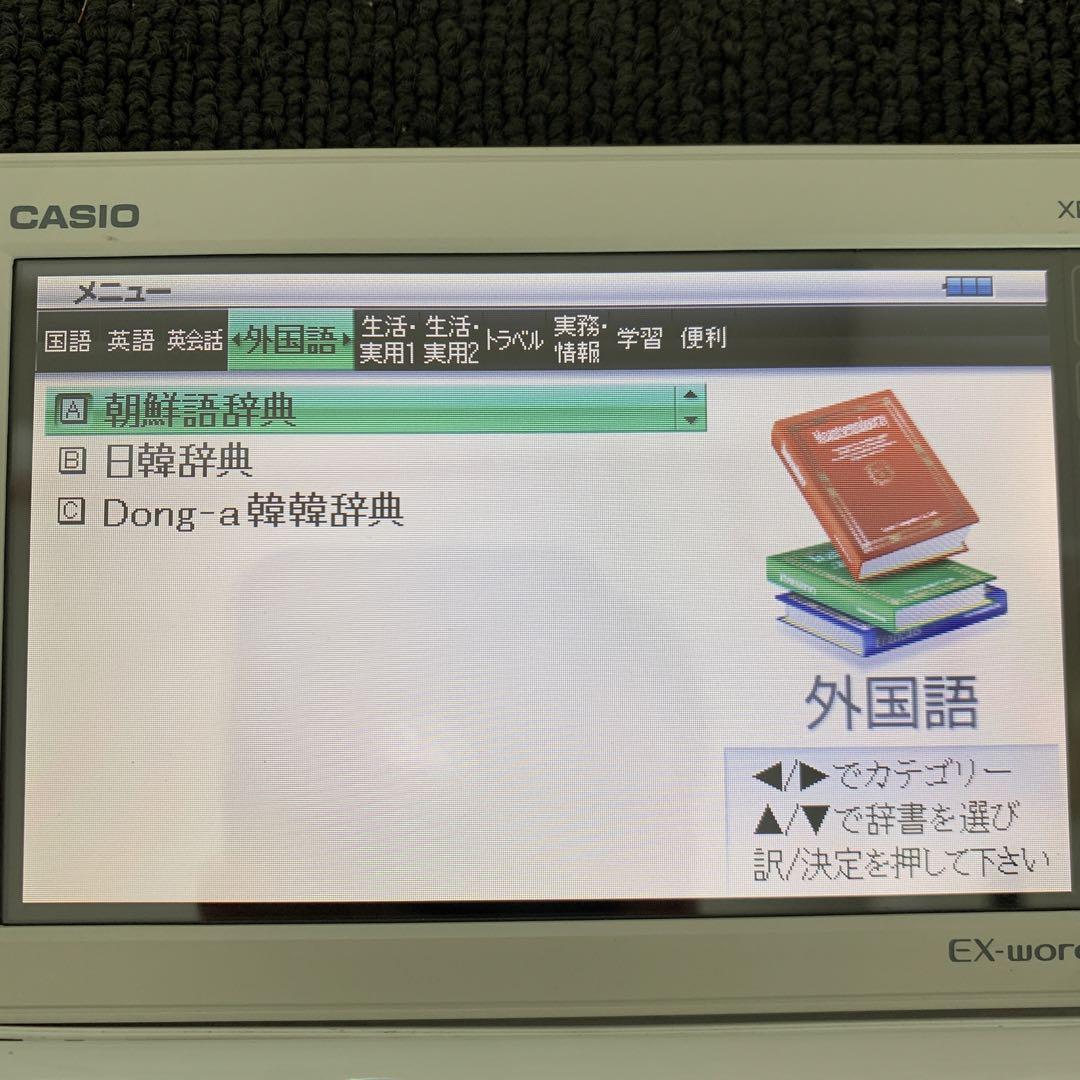 CASIO
メニュー
国語 英語 英会話 外国語 生活・実用1 生活・実用2 トラベル 実務・情報 学習 便利
A 朝鮮語辞典
B 日韓辞典
C Dong-a韓韓辞典
外国語
◀/▶でカテゴリー
▲/▼で辞書を選び
訳/決定を押して下さい